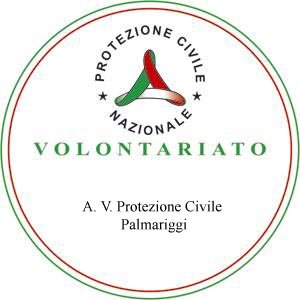 PROTEZIONE CIVILE
NAZIONALE
VOLONTARIATO
A. V. Protezione Civile
Palmariggi